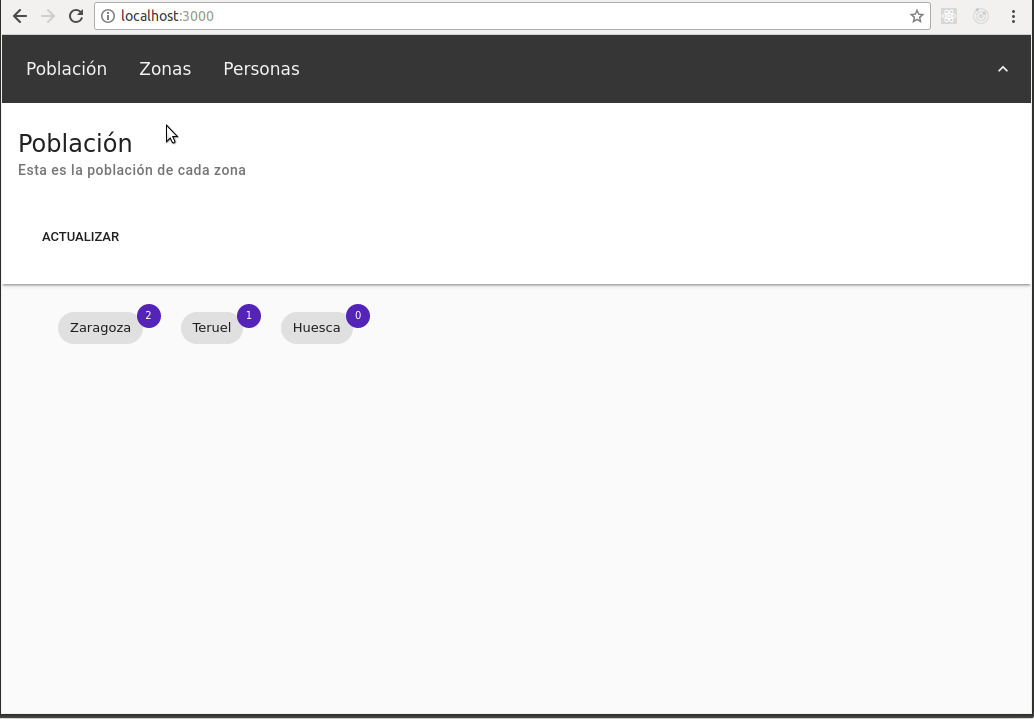 localhost:3000
Población Zonas Personas
Población
Esta es la población de cada zona
ACTUALIZAR
Zaragoza 2 Teruel 1 Huesca 0